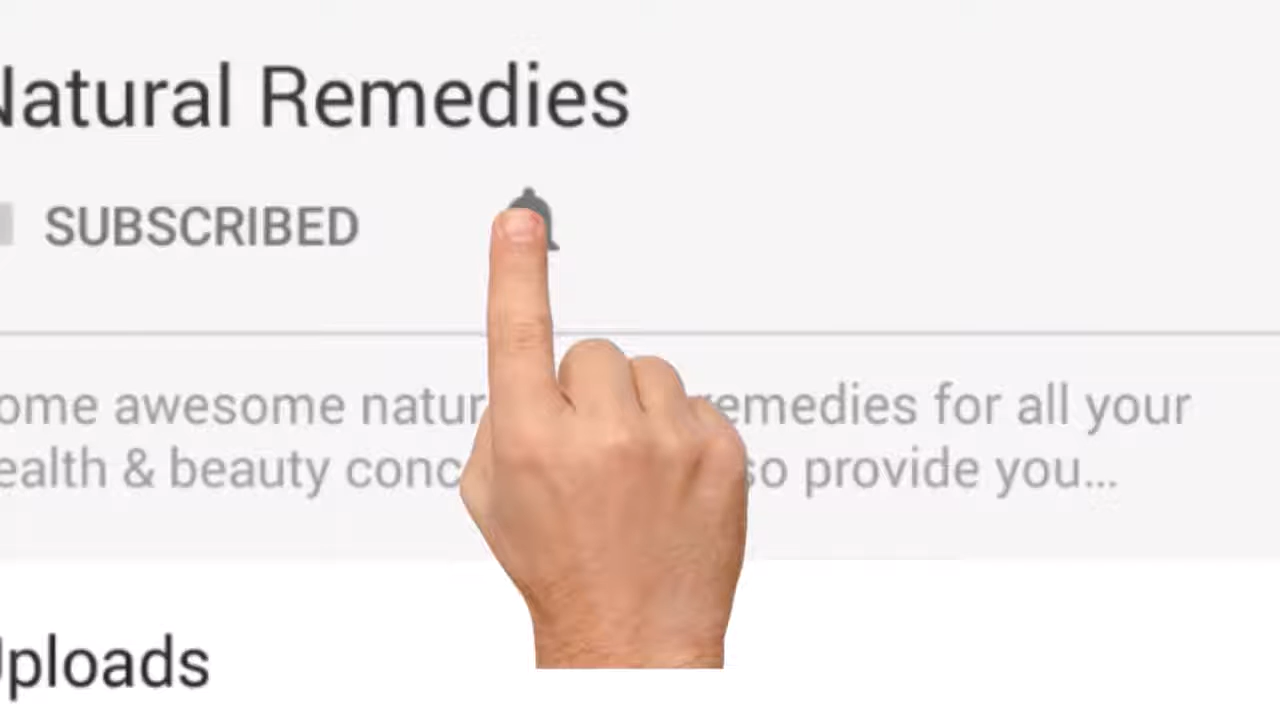 Natural Remedies
SUBSCRIBED
ome awesome natur remedies for all your
ealth & beauty conc so provide you...
Uploads